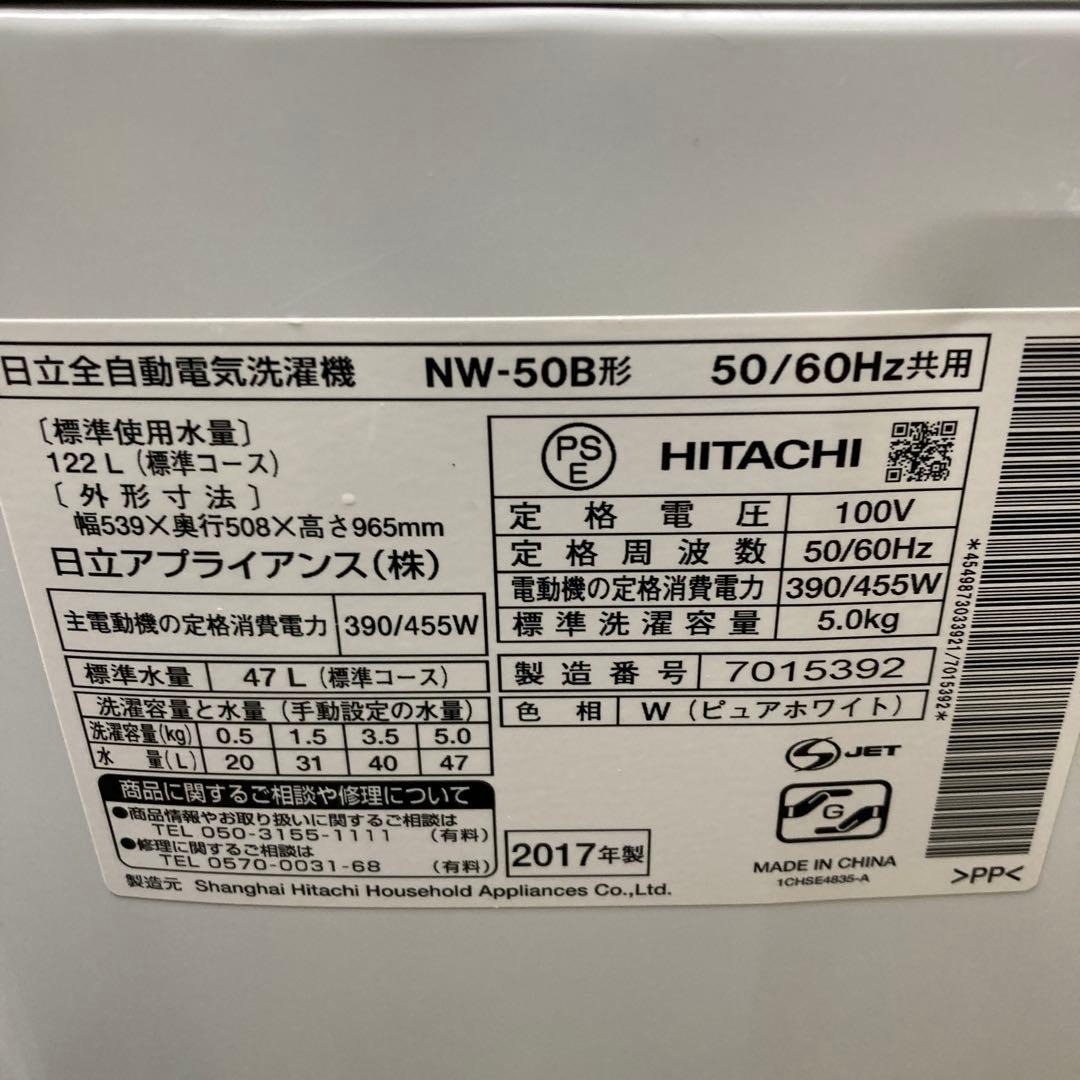 日立全自動電気洗濯機 NW-50B形 50/60Hz共用
〔標準使用水量〕
122 L (標準コース)
〔外形寸法〕
幅539×奥行508×高さ965mm
日立アプライアンス(株)
主電動機の定格消費電力 390/455W
標準水量 47 L (標準コース)
洗濯容量と水量 (手動設定の水量)
洗濯容量(kg) 0.5 1.5 3.5 5.0
水量(L) 20 31 40 47
商品に関するご相談や修理について
●商品情報やお取り扱いに関するご相談は
TEL 050-3155-1111 (有料)
●修理に関するご相談は
TEL 0570-0031-68 (有料)
製造元 Shanghai Hitachi Household Appliances Co.,Ltd.
PS
E
HITACHI
定格電圧 100V
定格周波数 50/60Hz
電動機の定格消費電力 390/455W
標準洗濯容量 5.0kg
製造番号 7015392
色相 W (ピュアホワイト)
2017年製
S JET
G
MADE IN CHINA
1CHSE4835-A
>PP<
*4549873033921/7015392*